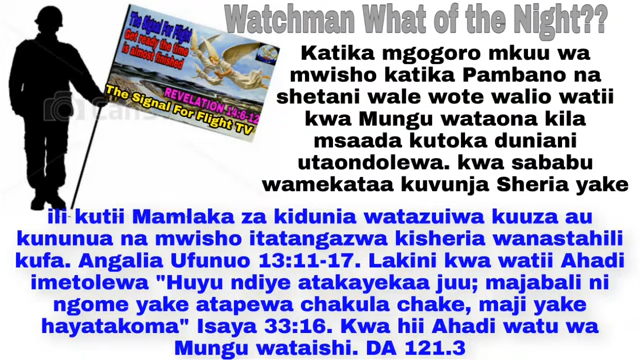 Watchman What of the Night??
The Signal For Flight
Get ready the time
is almost finished
REVELATION 14:6-12
The Signal For Flight TV
Katika mgogoro mkuu wa
mwisho katika Pambano na
shetani wale wote walio watii
kwa Mungu wataona kila
msaada kutoka duniani
utaondolewa. kwa sababu
wamekataa kuvunja Sheria yake
ili kutii Mamlaka za kidunia watazuiwa kuuza au
kununua na mwisho itatangazwa kisheria wanastahili
kufa. Angalia Ufunuo 13:11-17. Lakini kwa watii Ahadi
imetolewa "Huyu ndiye atakayekaa juu; majabali ni
ngome yake atapewa chakula chake, maji yake
hayatakoma" Isaya 33:16. Kwa hii Ahadi watu wa
Mungu wataishi. DA 121.3